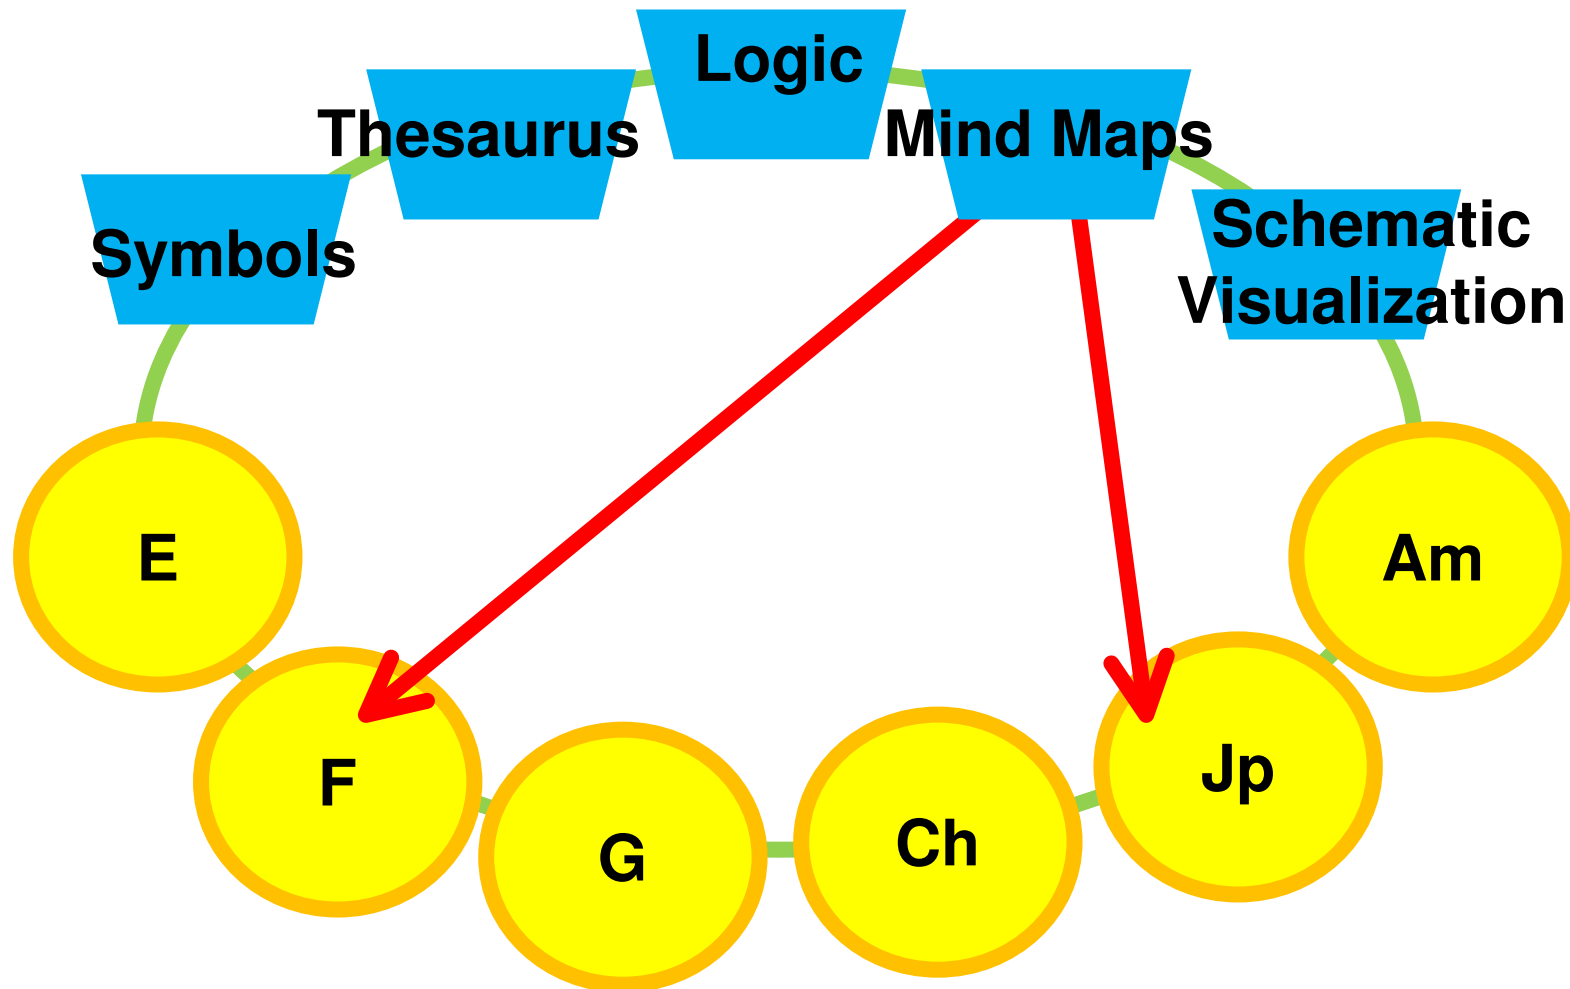 Logic
Thesaurus
Mind Maps
Symbols
Schematic
Visualization
E
Am
F
Jp
G
Ch